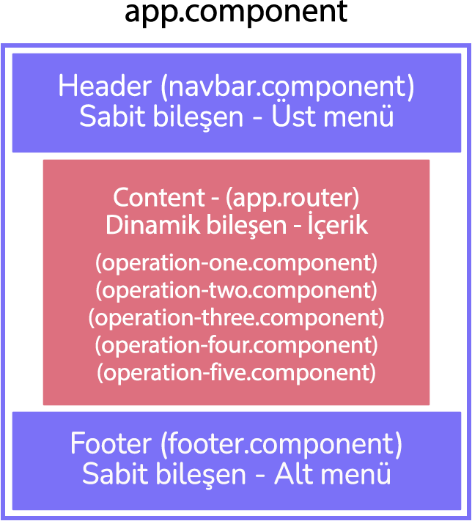 app.component
Header (navbar.component)
Sabit bileşen - Üst menü
Content - (app.router)
Dinamik bileşen - İçerik
(operation-one.component)
(operation-two.component)
(operation-three.component)
(operation-four.component)
(operation-five.component)
Footer (footer.component)
Sabit bileşen - Alt menü